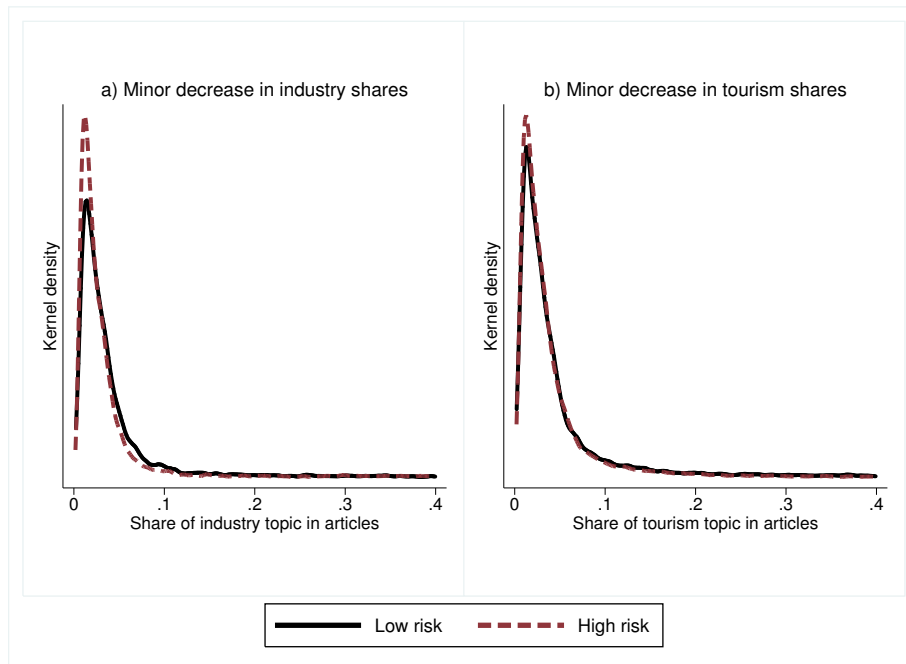 a) Minor decrease in industry shares
Kernel density
0 .1 .2 .3 .4
Share of industry topic in articles
b) Minor decrease in tourism shares
Kernel density
0 .1 .2 .3 .4
Share of tourism topic in articles
Low risk High risk